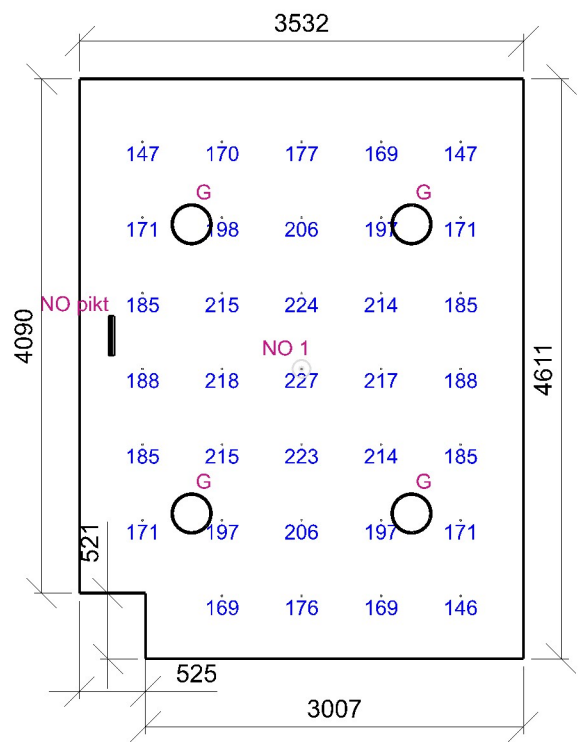 3532
147 170 177 169 147
G G
171 198 206 197 171
NO pikt 185 215 224 214 185
4090
NO 1
4611
188 218 227 217 188
185 215 223 214 185
G G
171 197 206 197 171
521
169 176 169 146
525
3007